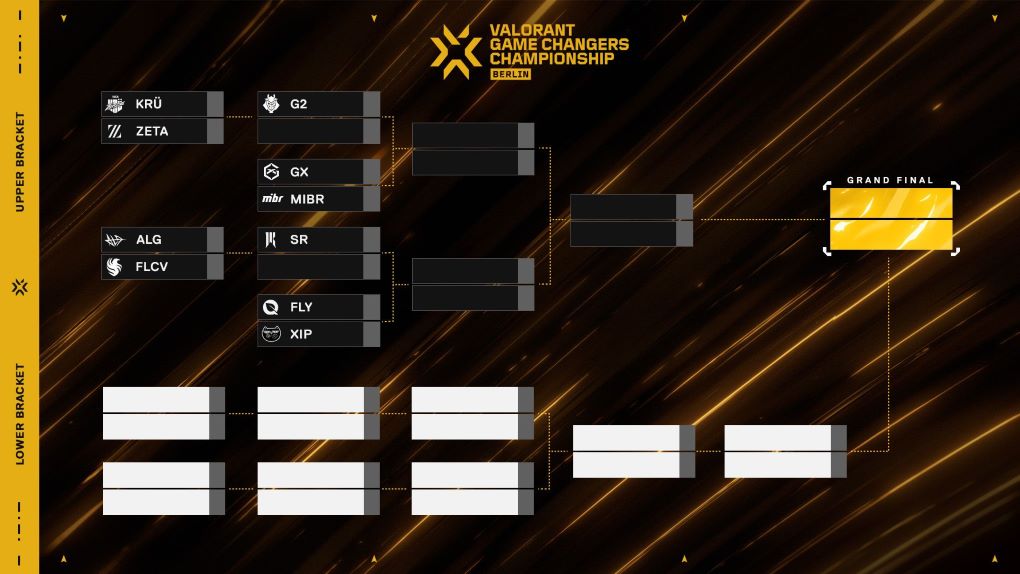 VALORANT
GAME CHANGERS
CHAMPIONSHIP
BERLIN
UPPER BRACKET
KRÜ
ZETA
G2
GX
mibr MIBR
ALG
FLCV
SR
FLY
XIP
GRAND FINAL
LOWER BRACKET